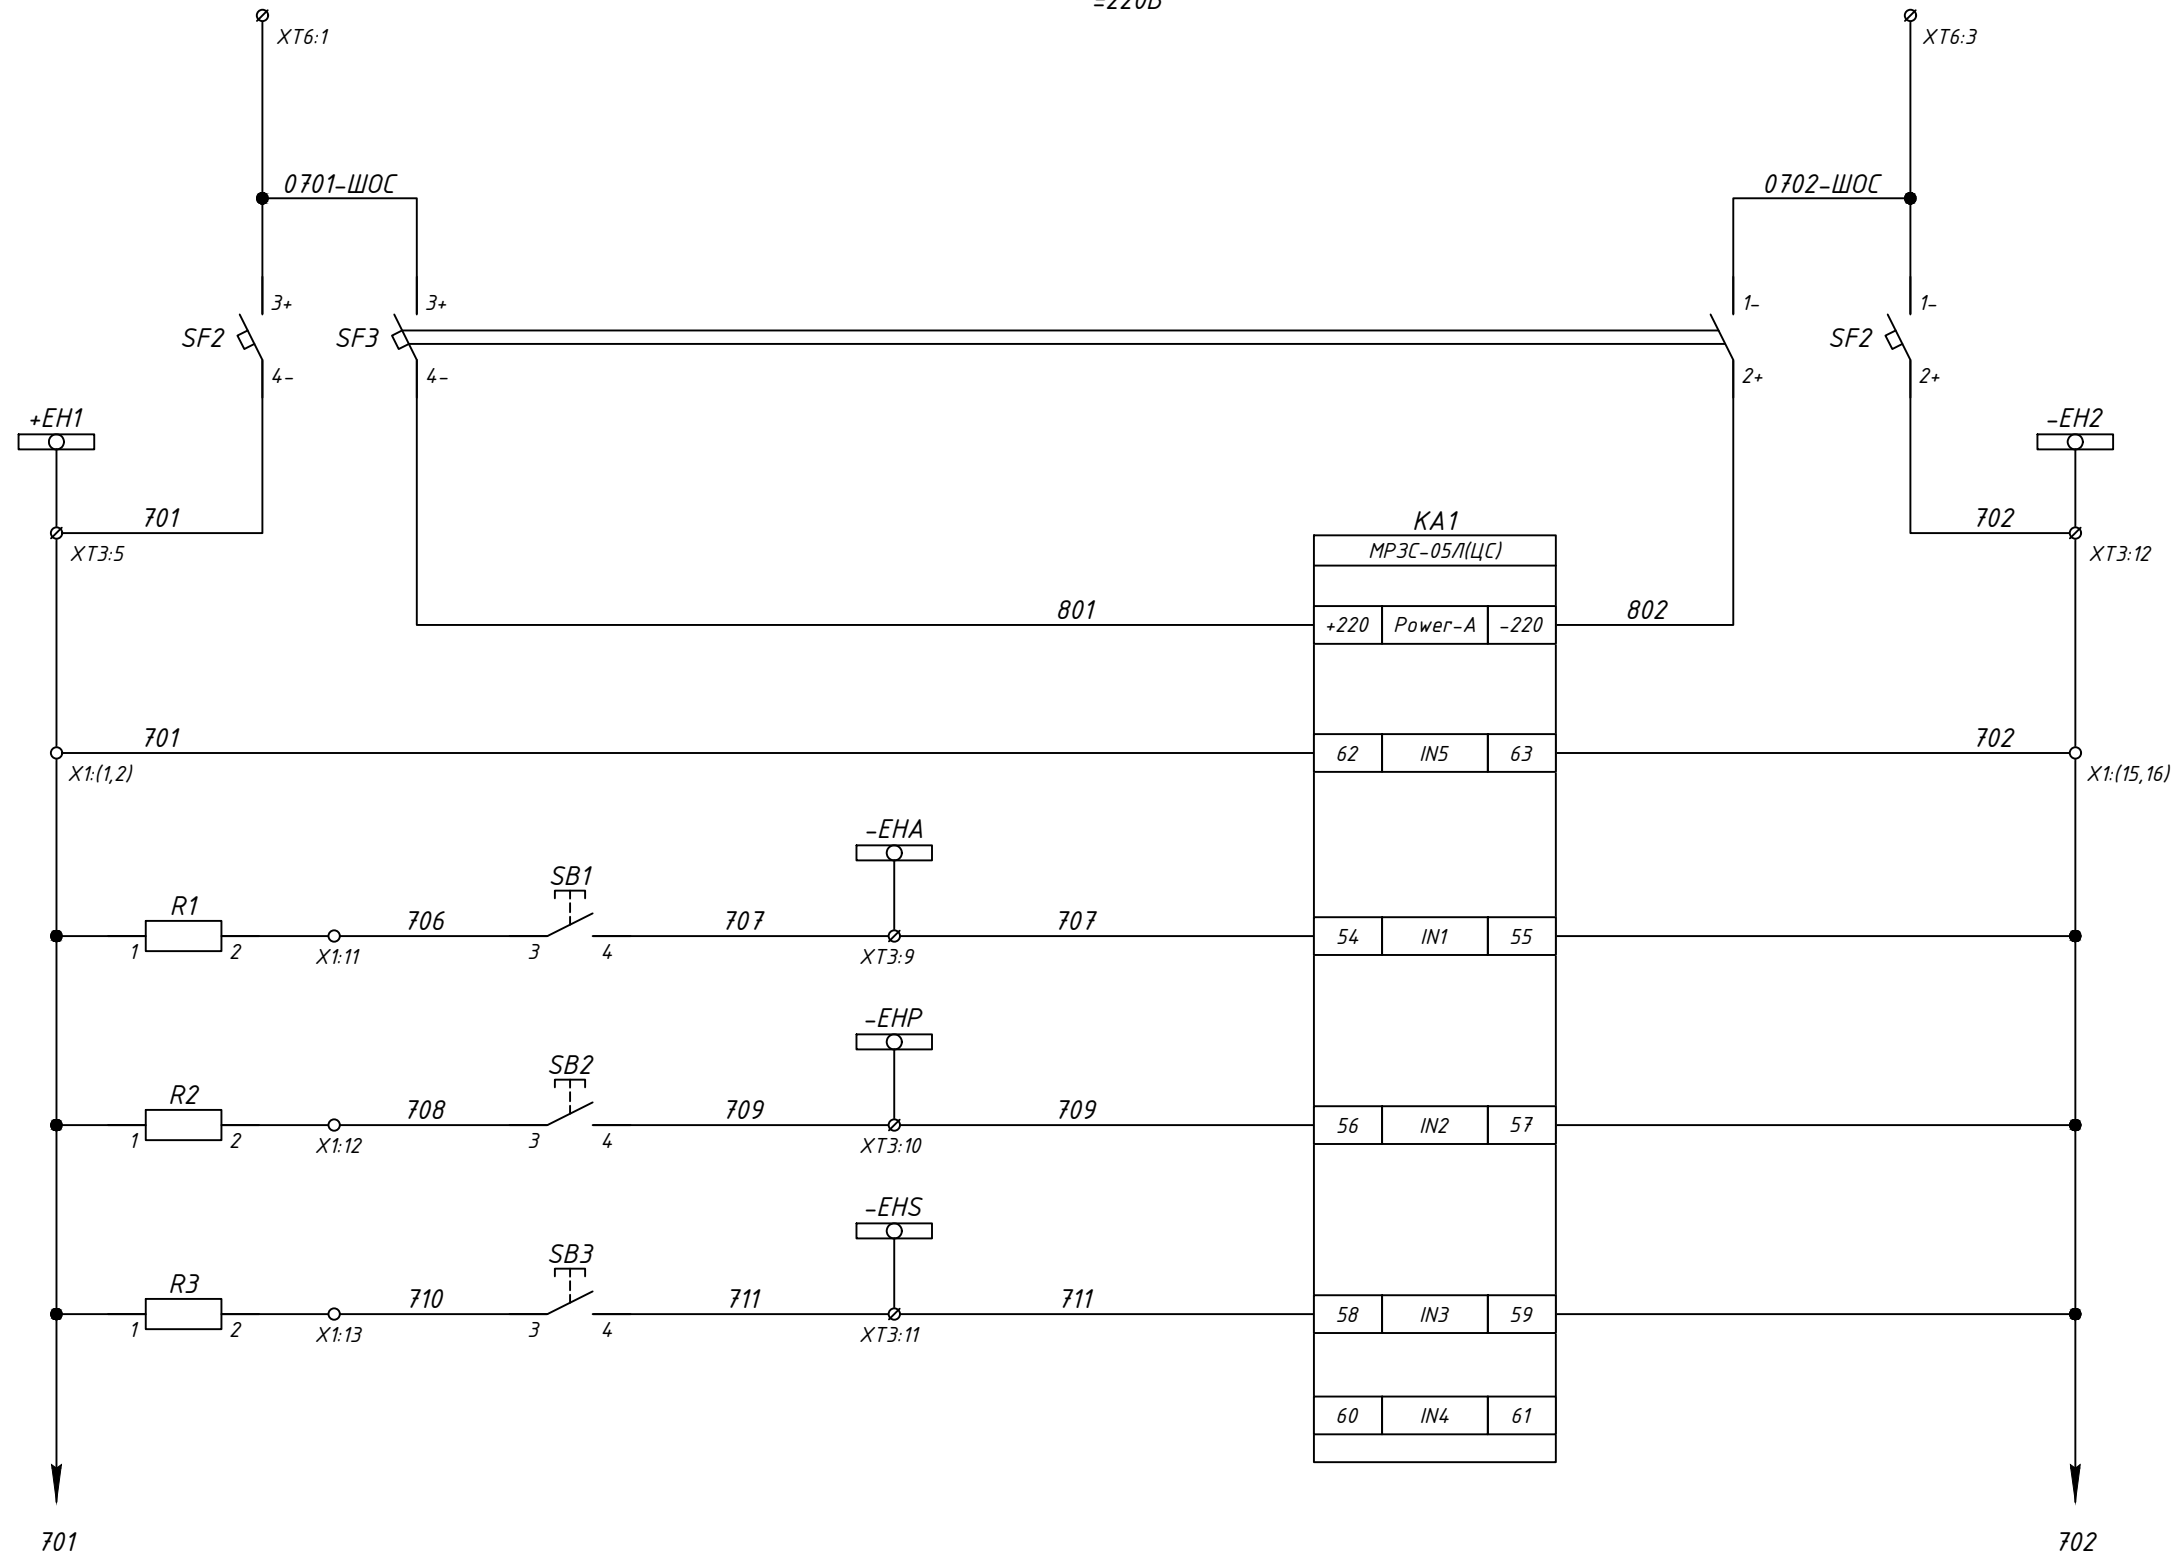 =220В
XT6:1
XT6:3
0701-ШОС
0702-ШОС
3+
3+
1-
1-
SF2
SF3
SF2
4-
4-
2+
2+
+EH1
-EH2
701
702
KA1
XT3:5
МРЗС-05Л(ЦС)
XT3:12
801
802
+220
Power-A
-220
701
702
62
IN5
63
X1:(1,2)
X1:(15,16)
-EHA
SB1
R1
706
707
707
54
IN1
55
1
2
X1:11
3
4
XT3:9
-EHP
SB2
R2
708
709
709
56
IN2
57
1
2
X1:12
3
4
XT3:10
-EHS
SB3
R3
710
711
711
58
IN3
59
1
2
X1:13
3
4
XT3:11
60
IN4
61
701
702